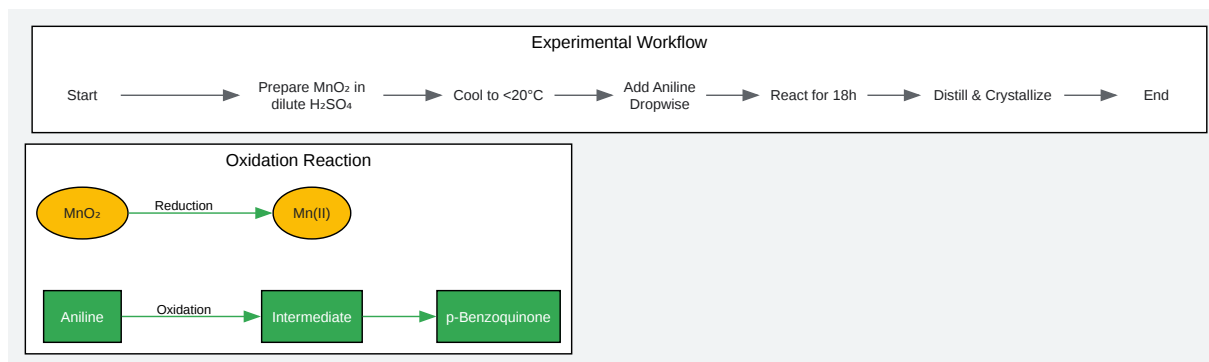 Experimental Workflow
Start
Prepare MnO₂ in
dilute H₂SO₄
Cool to <20°C
Add Aniline
Dropwise
React for 18h
Distill & Crystallize
End
Oxidation Reaction
MnO₂
Reduction
Mn(II)
Aniline
Oxidation
Intermediate
p-Benzoquinone